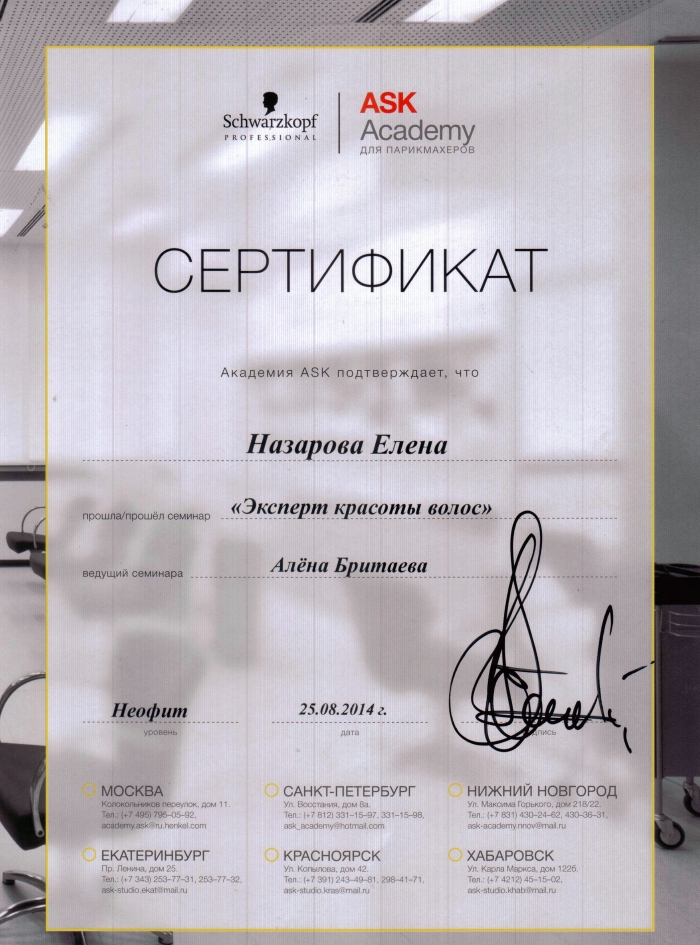 Schwarzkopf
PROFESSIONAL
ASK
Academy
ДЛЯ ПАРИКМАХЕРОВ
СЕРТИФИКАТ
Академия ASK подтверждает, что
Назарова Елена
прошла/прошёл семинар «Эксперт красоты волос»
ведущий семинара Алёна Бритаева
Неофит 25.08.2014 г.
уровень дата
МОСКВА
Колокольников переулок, дом 11.
Тел.: (+7 495) 795–05–92,
academy.ask@ru.henkel.com
САНКТ-ПЕТЕРБУРГ
Ул. Восстания, дом 8а.
Тел.: (+7 812) 331–15–97, 331–15–98,
ask_academy@hotmail.com
НИЖНИЙ НОВГОРОД
Ул. Максима Горького, дом 218/22.
Тел.: (+7 831) 430–24–62, 430–36–31,
ask-academy.nnov@mail.ru
ЕКАТЕРИНБУРГ
Пр. Ленина, дом 25.
Тел.: (+7 343) 253–77–31, 253–77–32,
ask-studio.ekat@mail.ru
КРАСНОЯРСК
Ул. Копылова, дом 42.
Тел.: (+7 391) 243–49–81, 298–41–71,
ask-studio.kras@mail.ru
ХАБАРОВСК
Ул. Карла Маркса, дом 122б.
Тел.: (+7 4212) 45–15–02,
ask-studio.khab@mail.ru